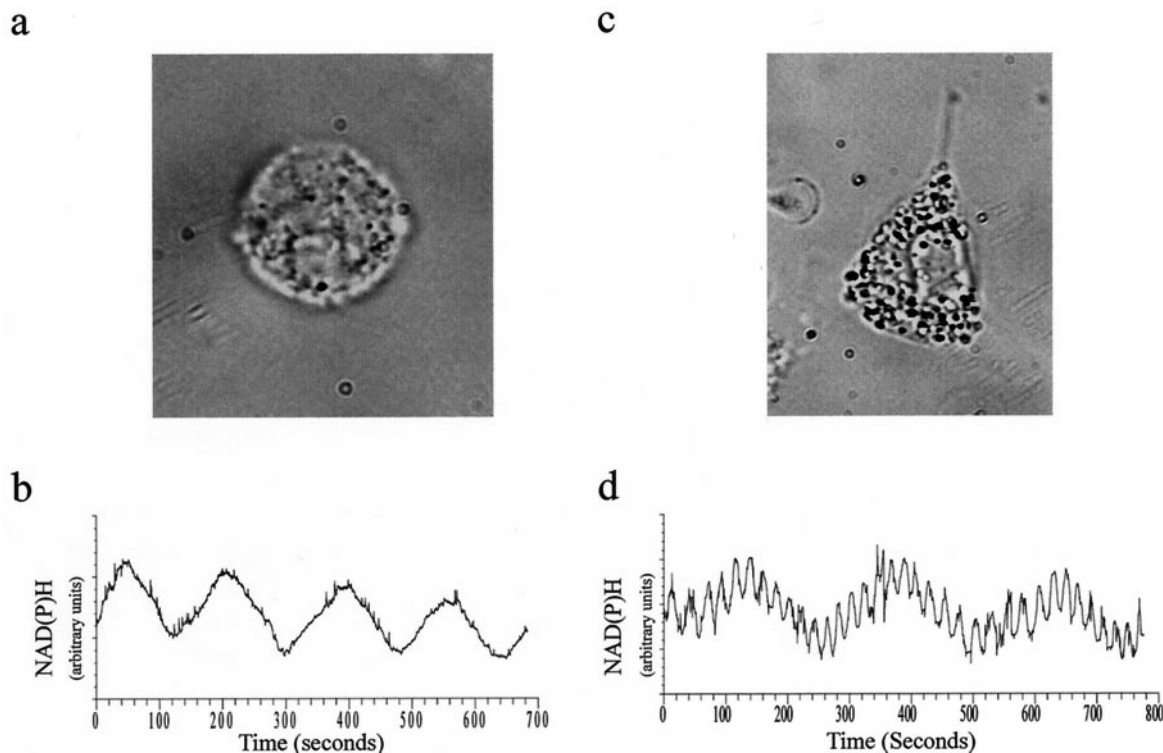 a
c
b
NAD(P)H
(arbitrary units)
0 100 200 300 400 500 600 700
Time (seconds)
d
NAD(P)H
(arbitrary units)
0 100 200 300 400 500 600 700 800
Time (Seconds)